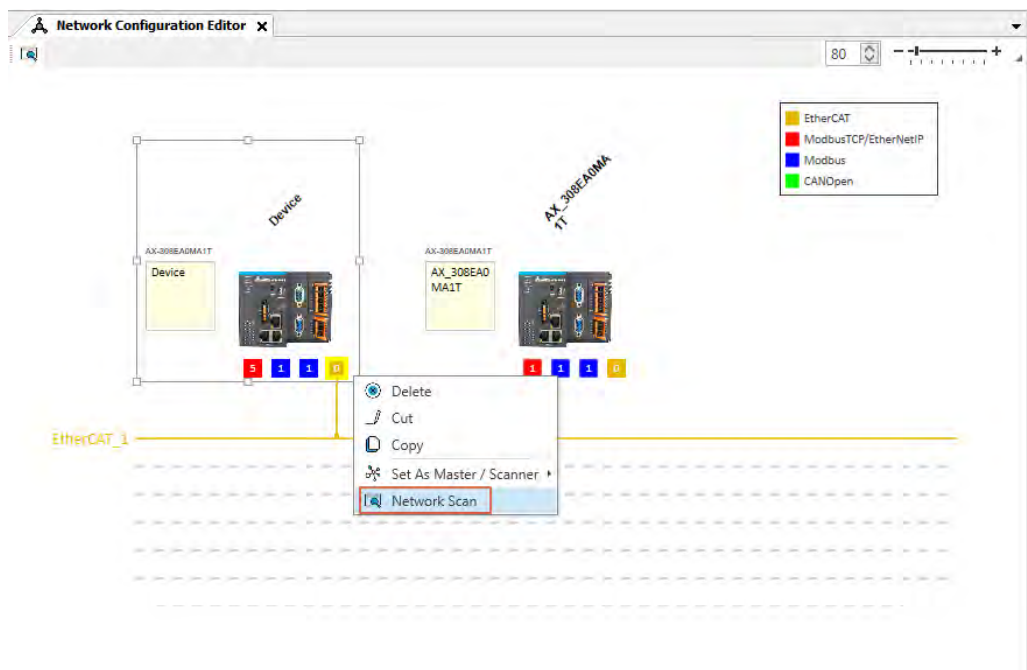 Network Configuration Editor
80
EtherCAT
ModbusTCP/EtherNetIP
Modbus
CANOpen
Device
AX_308EA0MA
1T
AX-308EA0MA1T
Device
AX-308EA0MA1T
AX_308EA0
MA1T
5 1 1
1 1 1
Delete
Cut
Copy
Set As Master / Scanner
Network Scan
EtherCAT_1